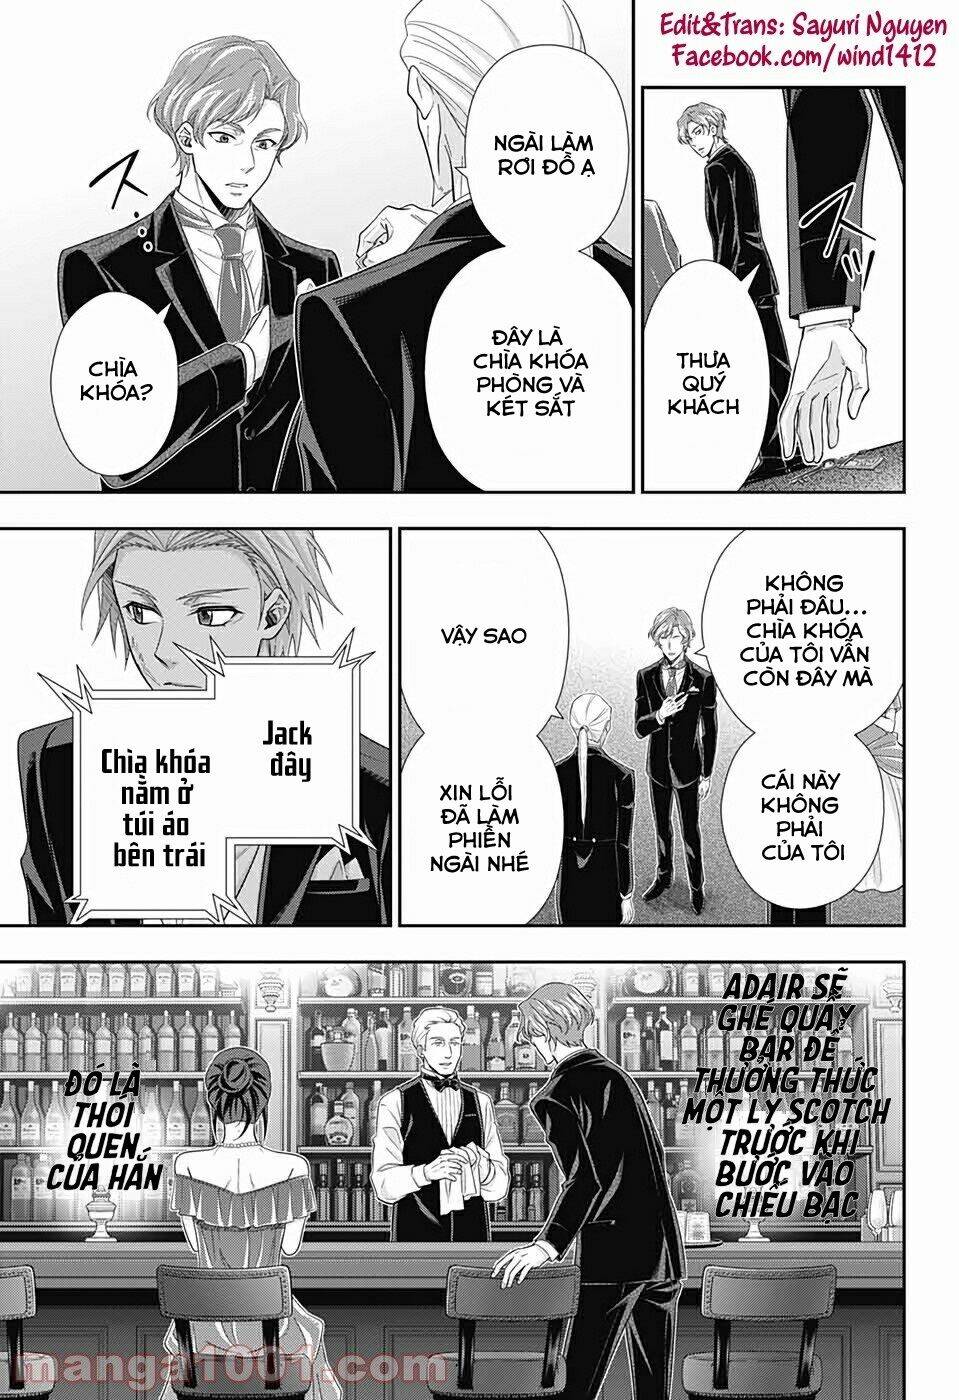 Edit&Trans: Sayuri Nguyen
Facebook.com/wind1412
THƯA
QUÝ
KHÁCH
NGÀI LÀM
RƠI ĐỒ Ạ
ĐÂY LÀ
CHÌA KHÓA
PHÒNG VÀ
KÉT SẮT
CHÌA
KHÓA?
KHÔNG
PHẢI ĐÂU...
CHÌA KHÓA
CỦA TÔI VẪN
CÒN ĐÂY MÀ
CÁI NÀY
KHÔNG
PHẢI
CỦA TÔI
VẬY SAO
XIN LỖI
ĐÃ LÀM
PHIỀN
NGÀI NHÉ
Jack
đây
Chìa khóa
nằm ở
túi áo
bên trái
ADAIR SẼ
GHÉ QUẦY
BAR ĐỂ
THƯỞNG THỨC
MỘT LY SCOTCH
TRƯỚC KHI
BƯỚC VÀO
CHIẾU BẠC
ĐÓ LÀ
THÓI
QUEN
CỦA HẮN
manga1001.com